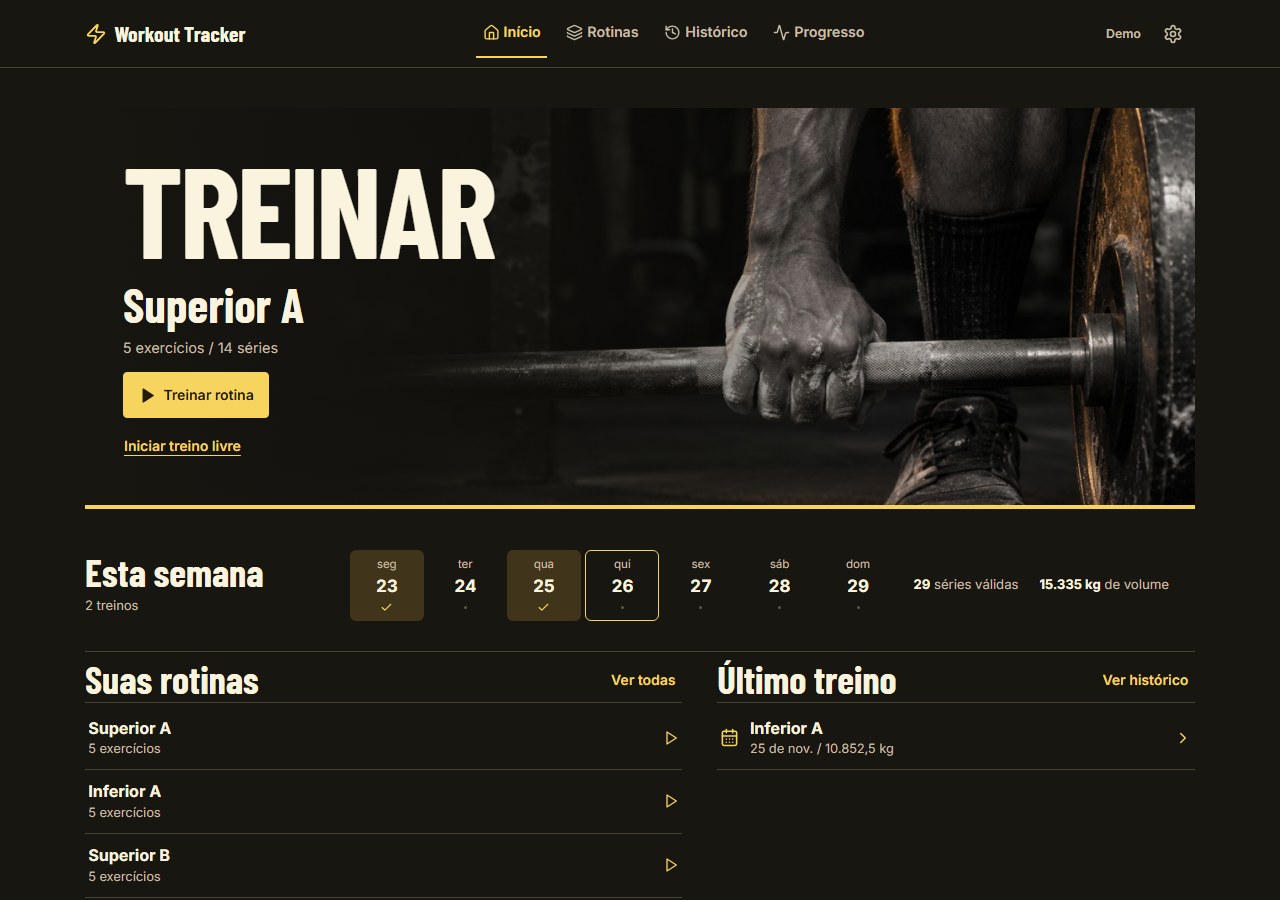 Workout Tracker
Início
Rotinas
Histórico
Progresso
Demo
TREINAR
Superior A
5 exercícios / 14 séries
Treinar rotina
Iniciar treino livre
Esta semana
2 treinos
seg
23
ter
24
qua
25
qui
26
sex
27
sáb
28
dom
29
29 séries válidas
15.335 kg de volume
Suas rotinas
Ver todas
Superior A
5 exercícios
Inferior A
5 exercícios
Superior B
5 exercícios
Último treino
Ver histórico
Inferior A
25 de nov. / 10.852,5 kg